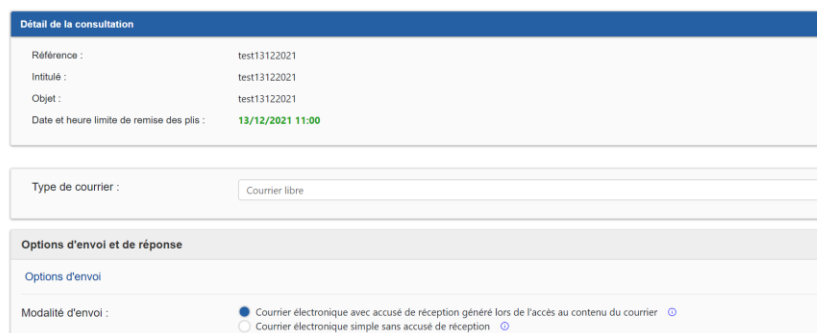 Détail de la consultation
Référence : test13122021
Intitulé : test13122021
Objet : test13122021
Date et heure limite de remise des plis : 13/12/2021 11:00
Type de courrier : Courrier libre
Options d'envoi et de réponse
Options d'envoi
Modalité d'envoi : Courrier électronique avec accusé de réception généré lors de l'accès au contenu du courrier
Courrier électronique simple sans accusé de réception